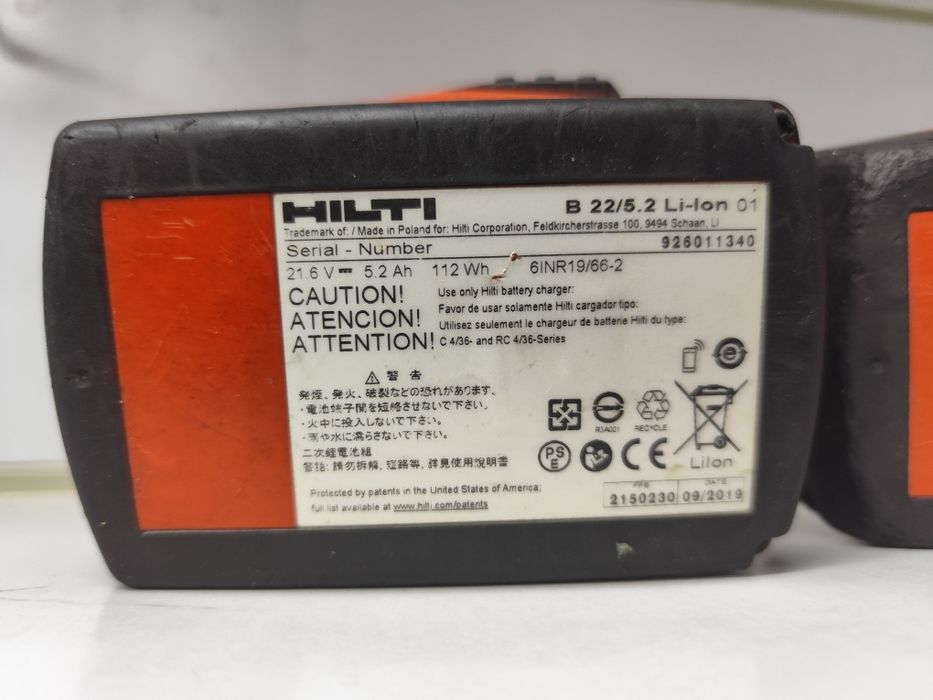 HILTI B 22/5.2 Li-Ion 01
Trademark of: / Made in Poland for: Hilti Corporation, Feldkircherstrasse 100, 9494 Schaan, LI
Serial - Number 926011340
21.6 V 5.2 Ah 112 Wh 6INR19/66-2
CAUTION! Use only Hilti battery charger:
ATENCION! Favor de usar solamente Hilti cargador tipo:
ATTENTION! Utilisez seulement le chargeur de batterie Hilti du type:
C 4/36- and RC 4/36-Series
警告
発煙、発火、破裂などの恐れがあります。
・電池端子間を短絡させないで下さい。
・火中に投入しないで下さい。
・雨や水に濡らさないで下さい。
二次鋰電池組
警語: 請勿拆解, 短路等, 詳見使用說明書
R3A001
RECYCLE
PS
E
CE
LiIon
Protected by patents in the United States of America;
full list available at www.hilti.com/patents
DATE
2150230 09/2019